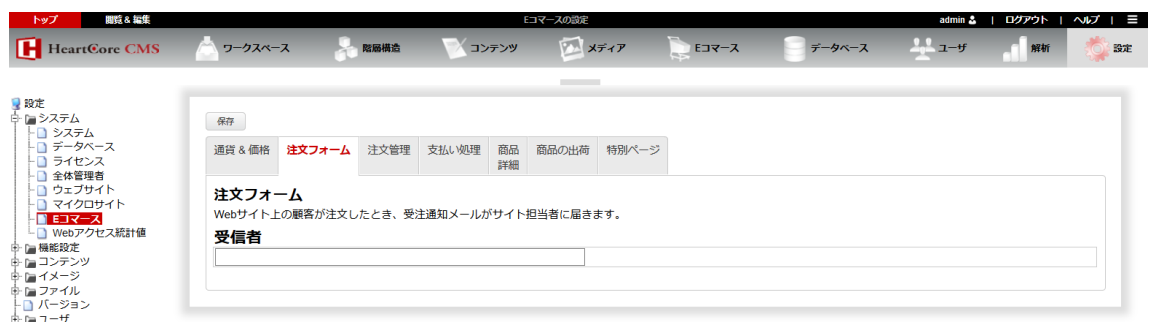 トップ 閲覧 & 編集 Eコマースの設定 admin | ログアウト | ヘルプ |
HeartCore CMS ワークスペース 階層構造 コンテンツ メディア Eコマース データベース ユーザ 解析 設定
設定
システム
システム
データベース
ライセンス
全体管理者
ウェブサイト
マイクロサイト
Eコマース
Webアクセス統計値
機能設定
コンテンツ
イメージ
ファイル
バージョン
ユーザ
保存
通貨 & 価格 注文フォーム 注文管理 支払い処理 商品 商品の出荷 特別ページ
詳細
注文フォーム
Webサイト上の顧客が注文したとき、受注通知メールがサイト担当者に届きます。
受信者